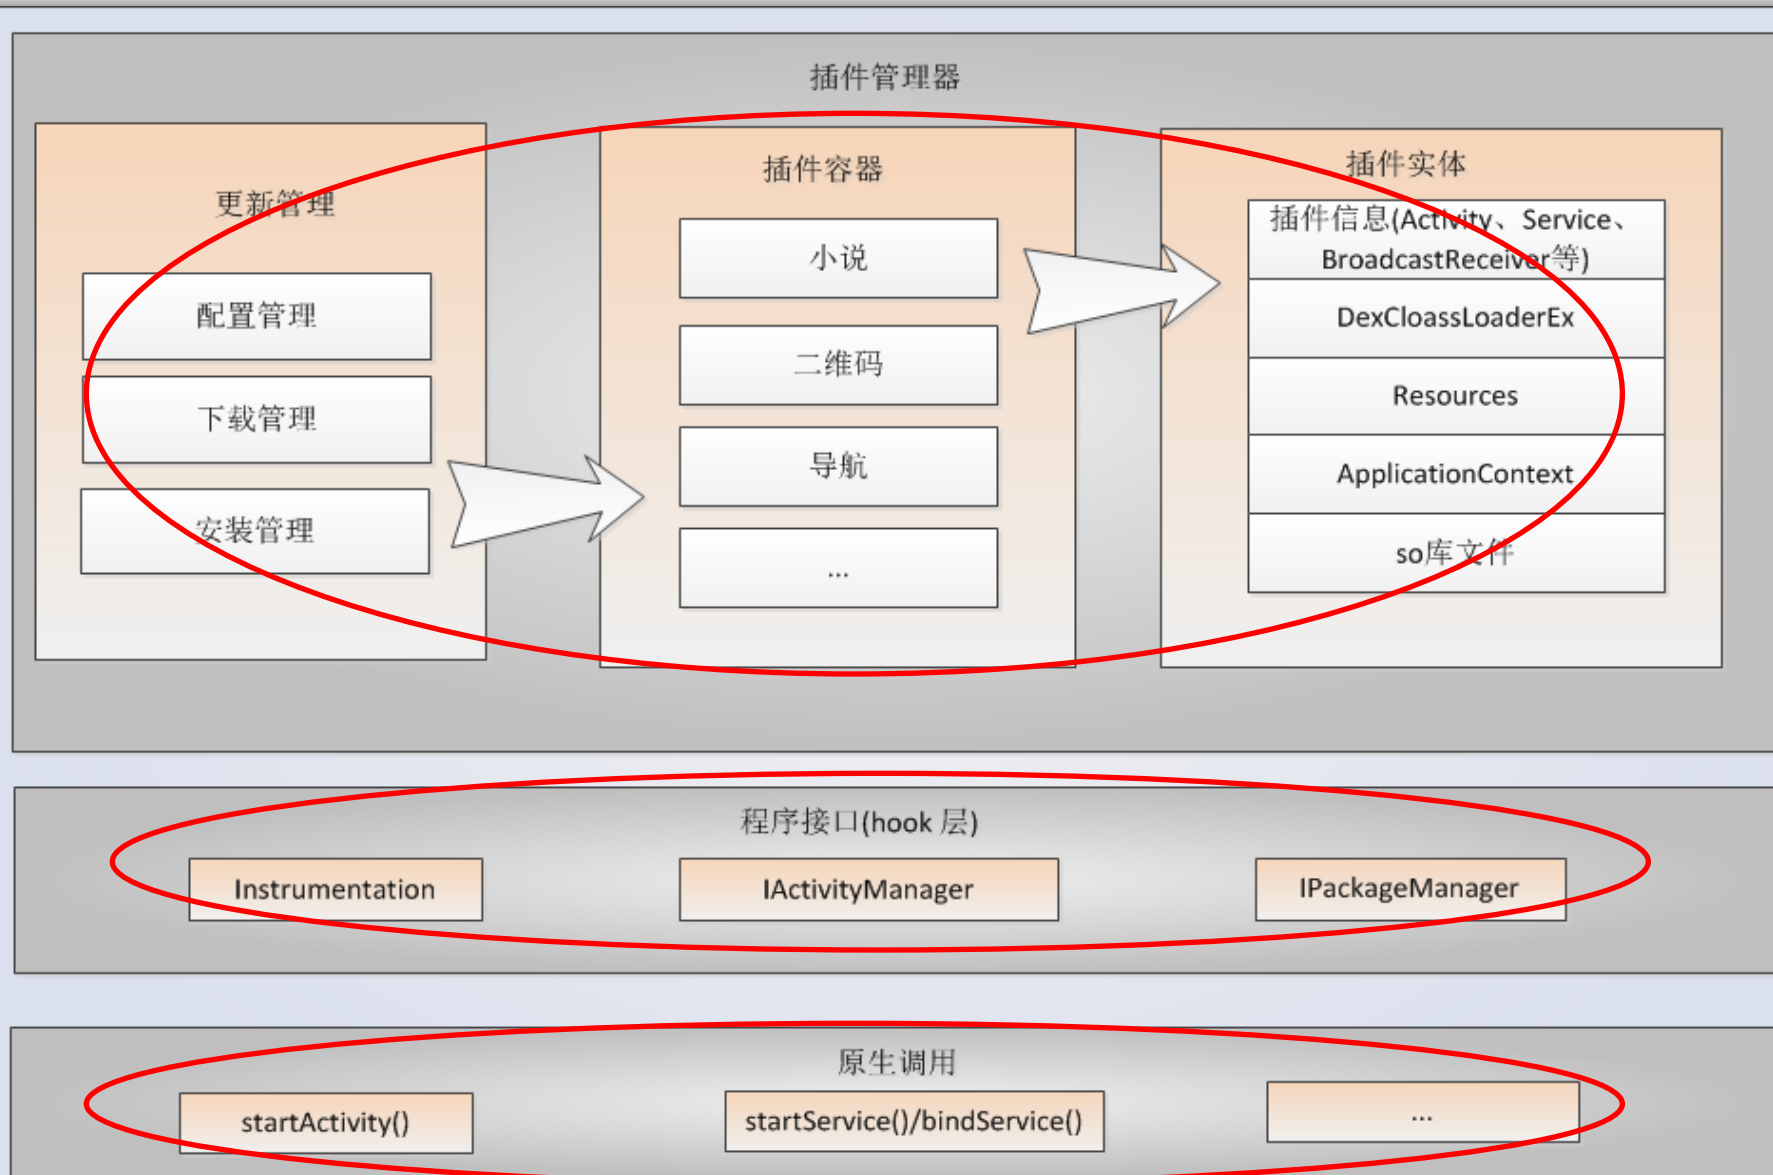 插件管理器
更新管理
配置管理
下载管理
安装管理
插件容器
小说
二维码
导航
...
插件实体
插件信息(Activity、Service、
BroadcastReceiver等)
DexCloassLoaderEx
Resources
ApplicationContext
so库文件
程序接口(hook 层)
Instrumentation
IActivityManager
IPackageManager
原生调用
startActivity()
startService()/bindService()
...